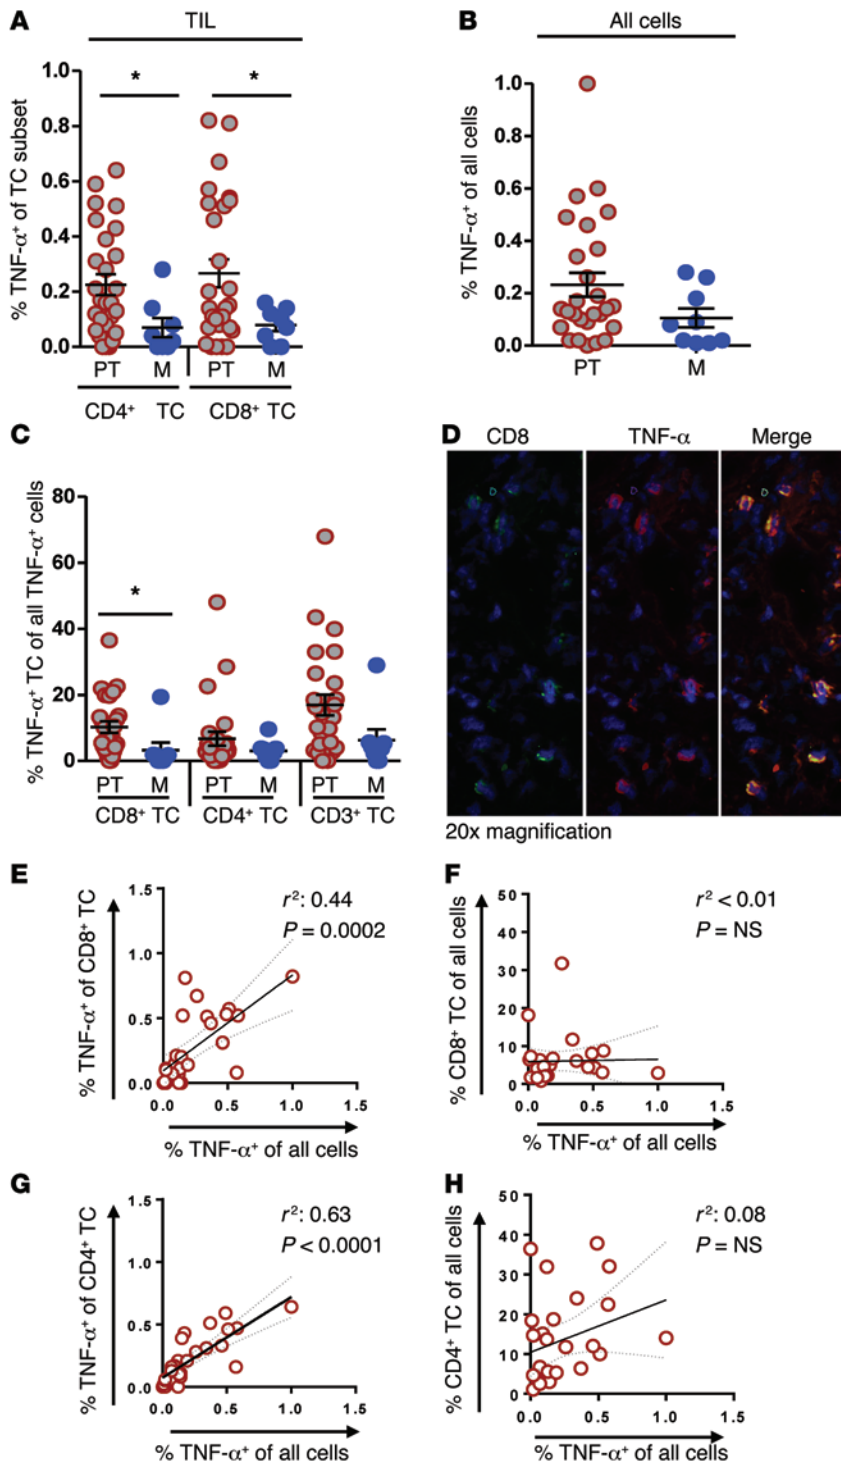 A
TIL
% TNF-α⁺ of TC subset
1.0
0.8
0.6
0.4
0.2
0.0
*
*
PT M PT M
CD4⁺ TC CD8⁺ TC
B
All cells
% TNF-α⁺ of all cells
1.0
0.8
0.6
0.4
0.2
0.0
PT M
C
% TNF-α⁺ TC of all TNF-α⁺ cells
80
60
40
20
0
*
PT M PT M PT M
CD8⁺ TC CD4⁺ TC CD3⁺ TC
D
CD8 TNF-α Merge
20x magnification
E
% TNF-α⁺ of CD8⁺ TC
1.5
1.0
0.5
0.0
r²: 0.44
P = 0.0002
0.0 0.5 1.0 1.5
% TNF-α⁺ of all cells
F
% CD8⁺ TC of all cells
50
40
30
20
10
0
r² < 0.01
P = NS
0.0 0.5 1.0 1.5
% TNF-α⁺ of all cells
G
% TNF-α⁺ of CD4⁺ TC
1.5
1.0
0.5
0.0
r²: 0.63
P < 0.0001
0.0 0.5 1.0 1.5
% TNF-α⁺ of all cells
H
% CD4⁺ TC of all cells
50
40
30
20
10
0
r²: 0.08
P = NS
0.0 0.5 1.0 1.5
% TNF-α⁺ of all cells